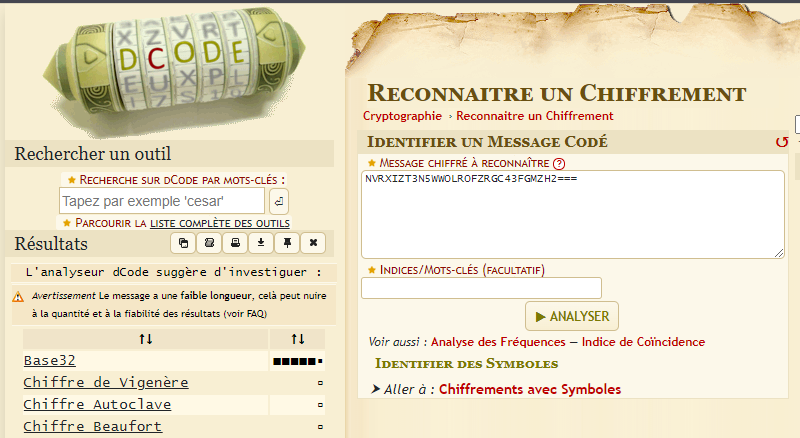 DCODE
Rechercher un outil
★ Recherche sur dCode par mots-clés :
Tapez par exemple 'cesar'
★ Parcourir la liste complète des outils
Résultats
L'analyseur dCode suggère d'investiguer :
Avertissement Le message a une faible longueur, celà peut nuire
à la quantité et à la fiabilité des résultats (voir FAQ)
↑↓ ↑↓
Base32 ■■■■■▪
Chiffre de Vigenère ▫
Chiffre Autoclave ▫
Chiffre Beaufort ▫
Reconnaitre un Chiffrement
Cryptographie › Reconnaitre un Chiffrement
Identifier un Message Codé
★ Message chiffré à reconnaître ?
NVRXIZT3N5WWOLROFZRGC43FGMZH2===
★ Indices/Mots-clés (facultatif)
▶ ANALYSER
Voir aussi : Analyse des Fréquences — Indice de Coïncidence
Identifier des Symboles
➤ Aller à : Chiffrements avec Symboles